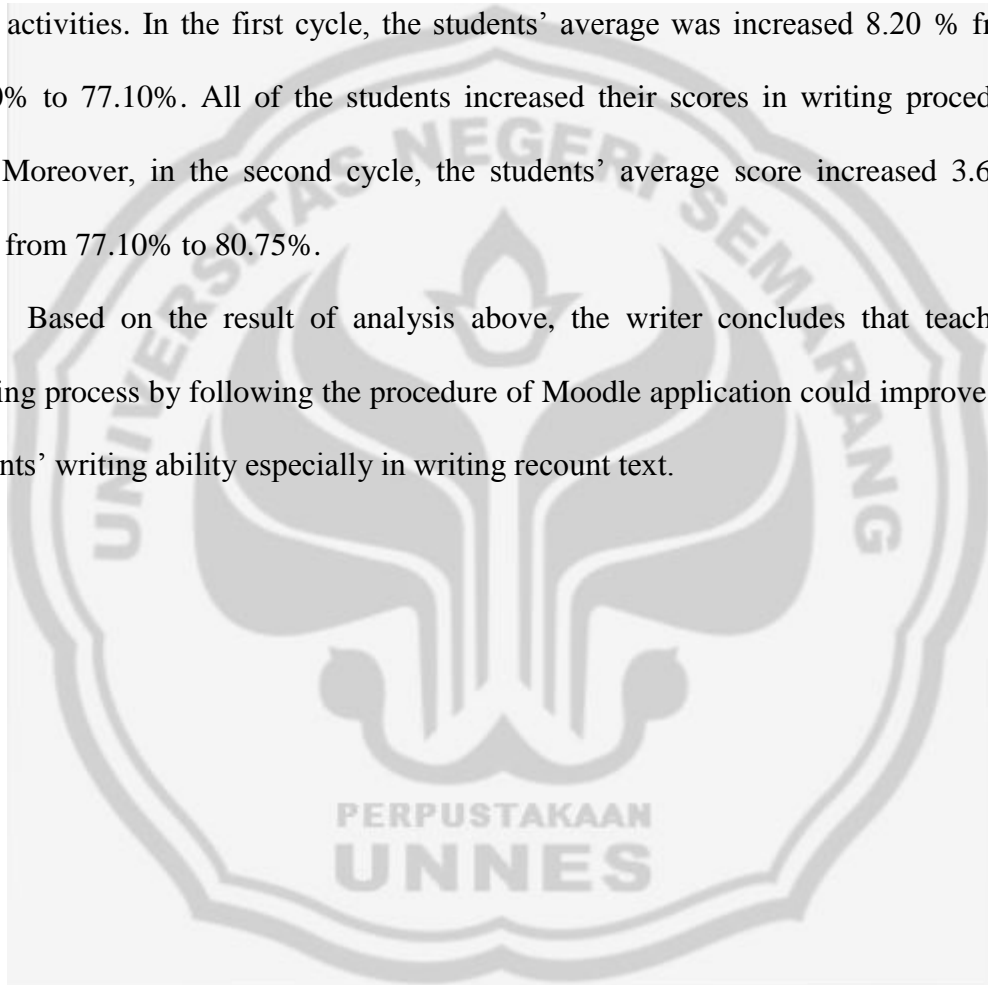 activities. In the first cycle, the students’ average was increased 8.20 % f
% to 77.10%. All of the students increased their scores in writing proced
Moreover, in the second cycle, the students’ average score increased 3.6
from 77.10% to 80.75%.
Based on the result of analysis above, the writer concludes that teach
ing process by following the procedure of Moodle application could improve
nts’ writing ability especially in writing recount text.
UNIVERSITAS NEGERI SEMARANG
PERPUSTAKAAN
UNNES